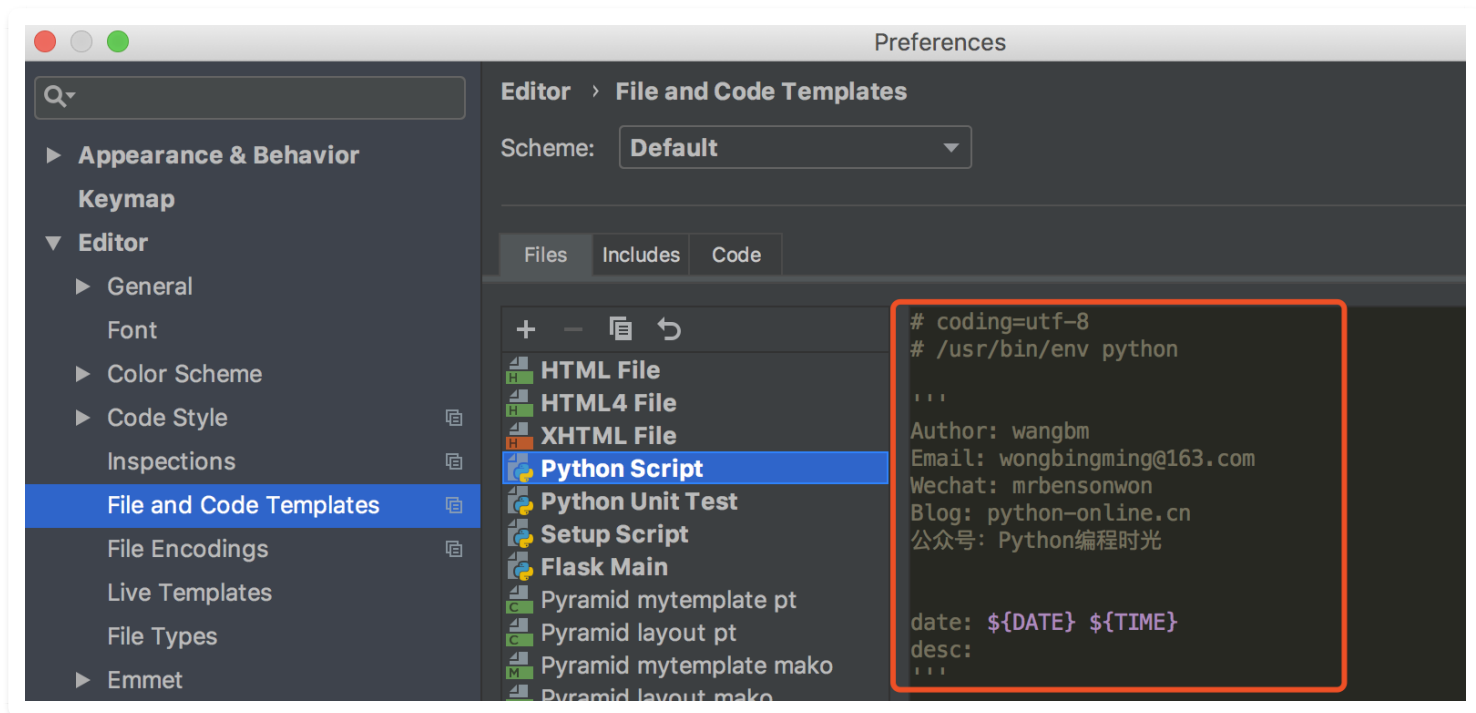 Preferences
Editor › File and Code Templates
Scheme: Default
Appearance & Behavior
Keymap
Editor
General
Font
Color Scheme
Code Style
Inspections
File and Code Templates
File Encodings
Live Templates
File Types
Emmet
Files Includes Code
HTML File
HTML4 File
XHTML File
Python Script
Python Unit Test
Setup Script
Flask Main
Pyramid mytemplate pt
Pyramid layout pt
Pyramid mytemplate mako
Pyramid layout mako
# coding=utf-8
# /usr/bin/env python
'''
Author: wangbm
Email: wongbingming@163.com
Wechat: mrbensonwon
Blog: python-online.cn
公众号：Python编程时光
date: ${DATE} ${TIME}
desc:
'''